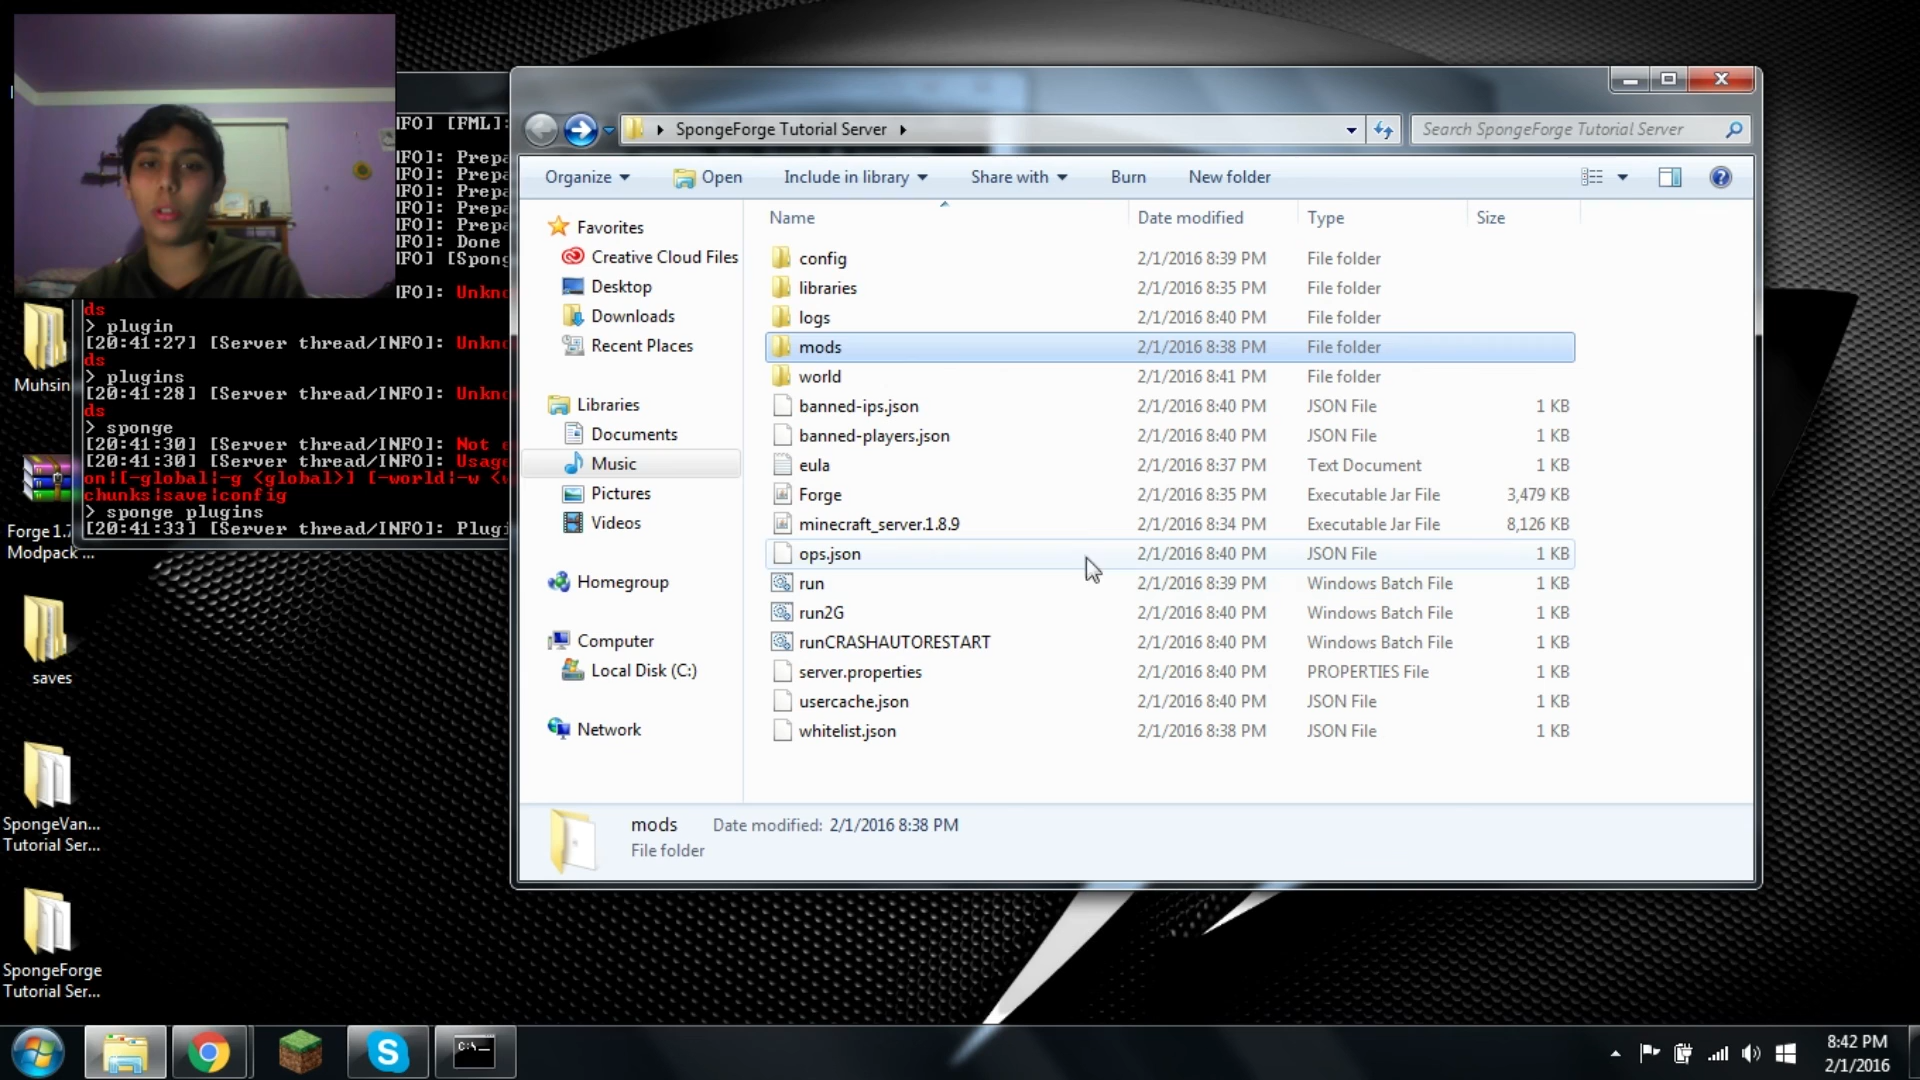 IFO] [FML]:
IFO]: Prepa
IFO]: Prepa
IFO]: Prepa
IFO]: Prepa
IFO]: Prepa
IFO]: Done
IFO] [Spong
IFO]: Unkno
ds
> plugin
[20:41:27] [Server thread/INFO]: Unkno
ds
> plugins
[20:41:28] [Server thread/INFO]: Unkno
ds
> sponge
[20:41:30] [Server thread/INFO]: Not e
[20:41:30] [Server thread/INFO]: Usage
on|[-global|-g <global>] [-world|-w <w
chunks|save|config
> sponge plugins
[20:41:33] [Server thread/INFO]: Plugi
Muhsin
Forge 1.7
Modpack ...
saves
SpongeVan...
Tutorial Ser...
SpongeForge
Tutorial Ser...
SpongeForge Tutorial Server
Search SpongeForge Tutorial Server
Organize Open Include in library Share with Burn New folder
Favorites
Creative Cloud Files
Desktop
Downloads
Recent Places
Libraries
Documents
Music
Pictures
Videos
Homegroup
Computer
Local Disk (C:)
Network
Name Date modified Type Size
config 2/1/2016 8:39 PM File folder
libraries 2/1/2016 8:35 PM File folder
logs 2/1/2016 8:40 PM File folder
mods 2/1/2016 8:38 PM File folder
world 2/1/2016 8:41 PM File folder
banned-ips.json 2/1/2016 8:40 PM JSON File 1 KB
banned-players.json 2/1/2016 8:40 PM JSON File 1 KB
eula 2/1/2016 8:37 PM Text Document 1 KB
Forge 2/1/2016 8:35 PM Executable Jar File 3,479 KB
minecraft_server.1.8.9 2/1/2016 8:34 PM Executable Jar File 8,126 KB
ops.json 2/1/2016 8:40 PM JSON File 1 KB
run 2/1/2016 8:39 PM Windows Batch File 1 KB
run2G 2/1/2016 8:40 PM Windows Batch File 1 KB
runCRASHAUTORESTART 2/1/2016 8:40 PM Windows Batch File 1 KB
server.properties 2/1/2016 8:40 PM PROPERTIES File 1 KB
usercache.json 2/1/2016 8:40 PM JSON File 1 KB
whitelist.json 2/1/2016 8:38 PM JSON File 1 KB
mods Date modified: 2/1/2016 8:38 PM
File folder
C:\
8:42 PM
2/1/2016